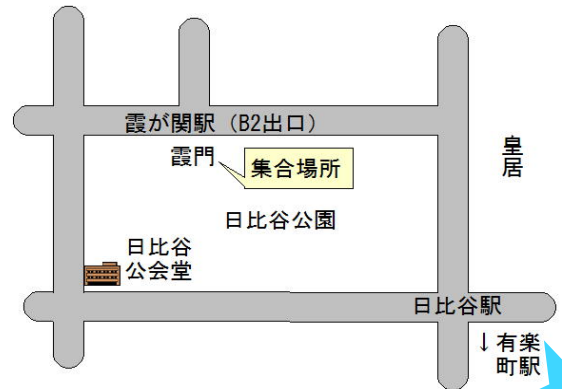 霞が関駅（B2出口）
霞門
集合場所
皇居
日比谷公園
日比谷
公会堂
日比谷駅
↓有楽
町駅